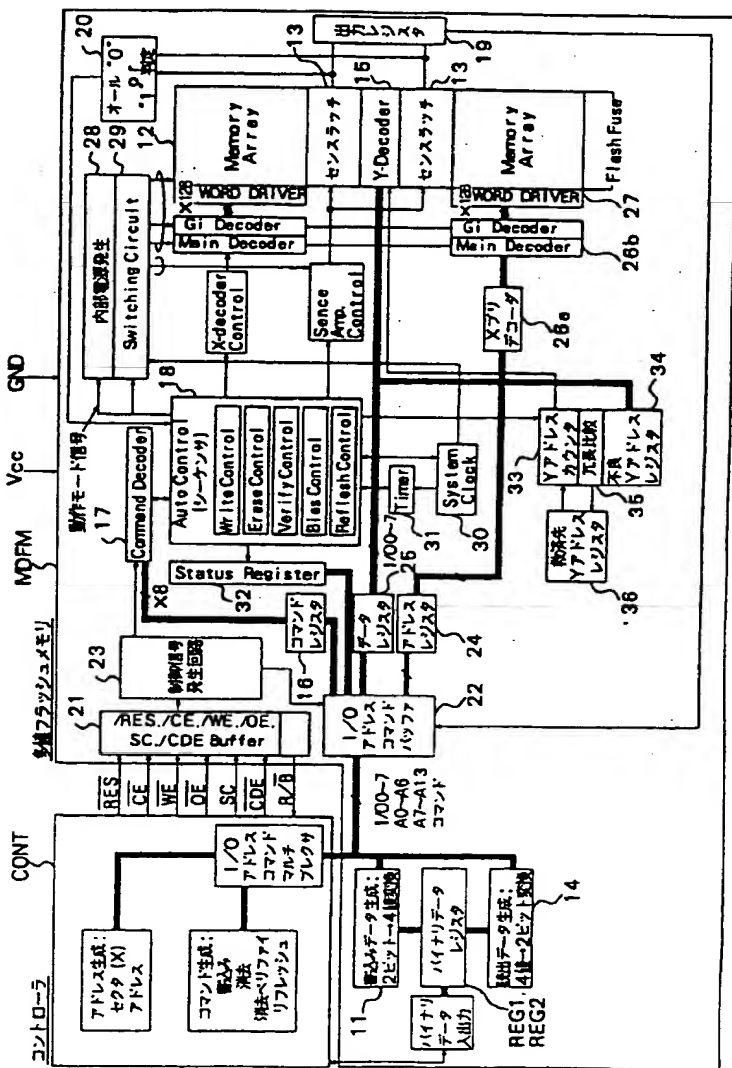 CONT
コントローラ
アドレス生成:
セクタ(X)
アドレス
コマンド生成:
書込み
消去
消去ベリファイ
リフレッシュ
I/O
アドレス
コマンド
マルチ
プレクサ
RES
CE
WE
OE
SC
CDE
R/B
バイナリ
データ
入出力
11
書込みデータ生成:
2ビット→4値変換
バイナリデータ
レジスタ
読出データ生成:
4値→2ビット変換
14
REG1,
REG2
I/O0~7
A0~A6
A7~A13
コマンド
MDFM
Vcc
GND
多値フラッシュメモリ
21
/RES./CE./WE./OE.
SC./CDE Buffer
23
制御信号
発生回路
動作モード信号
17
Command Decoder
X8
16
コマンド
レジスタ
Status Register
32
データ
レジスタ
25
I/O0~7
アドレス
レジスタ
24
I/O
アドレス
コマンド
バッファ
22
18
Auto Control
(シーケンサ)
Write Control
Erase Control
Verify Control
Bias Control
Reflesh Control
Timer
31
System
Clock
30
28
内部電源発生
29
Switching Circuit
X-decoder
Control
Sence
Amp.
Control
20
オール "0"
or
"1" 判定
12
Memory
Array
X128
WORD DRIVER
Gi Decoder
Main Decoder
13
センスラッチ
15
Y-Decoder
13
センスラッチ
Memory
Array
X128
WORD DRIVER
27
Gi Decoder
Main Decoder
26b
Flash Fuse
出力レジスタ
19
Xプリ
デコーダ
26a
33
Yアドレス
カウンタ
冗長比較
35
不良
Yアドレス
レジスタ
34
救済先
Yアドレス
レジスタ
36